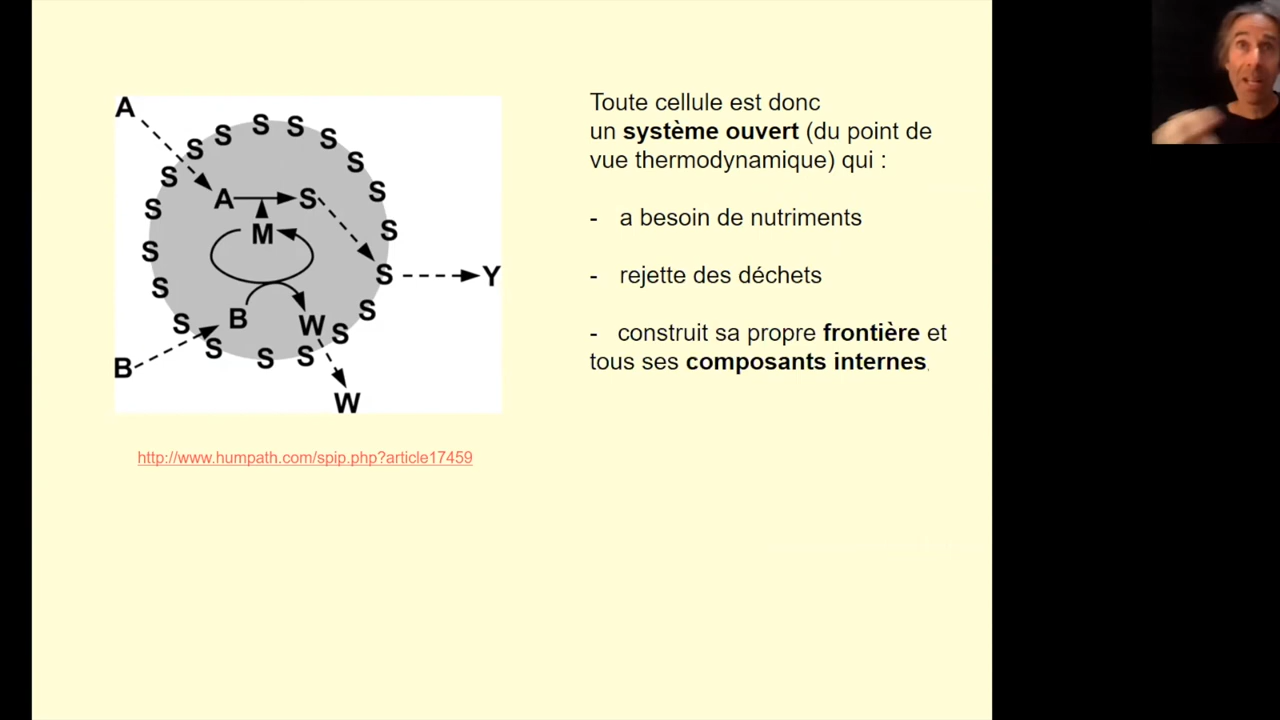 Toute cellule est donc
un système ouvert (du point de
vue thermodynamique) qui :
- a besoin de nutriments
- rejette des déchets
- construit sa propre frontière et
tous ses composants internes.
A
S S S S
S S
S S
A S
S S
M
S S
S S Y
B W
S S S
S S S
B
W
http://www.humpath.com/spip.php?article17459